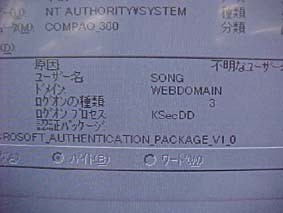 NT AUTHORITY¥SYSTEM 種類
COMPAQ_300 分類
原因 不明なユーザー
ユーザー名 SONG
ドメイン WEBDOMAIN
ログオンの種類 3
ログオン プロセス KSecDD
認証パッケージ
CROSOFT_AUTHENTICATION_PACKAGE_V1_0
バイト(B) ワード(W)